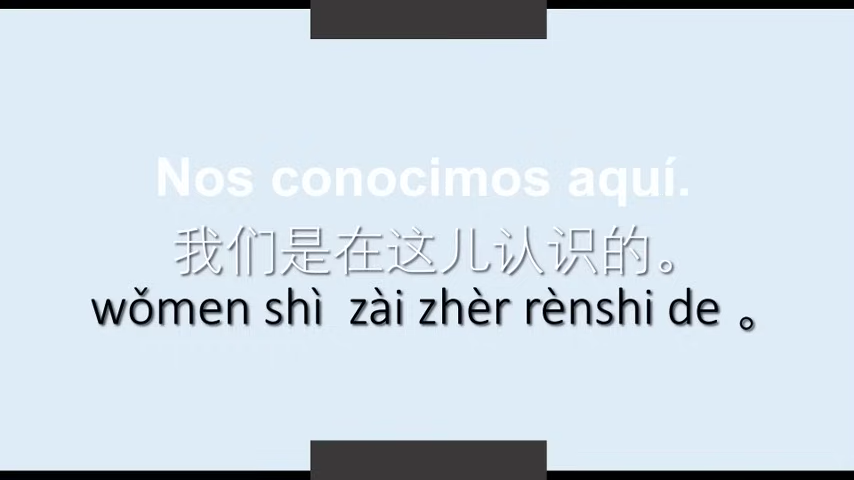 Nos conocimos aquí.
我们是在这儿认识的。
wǒmen shì  zài zhèr rènshi de 。